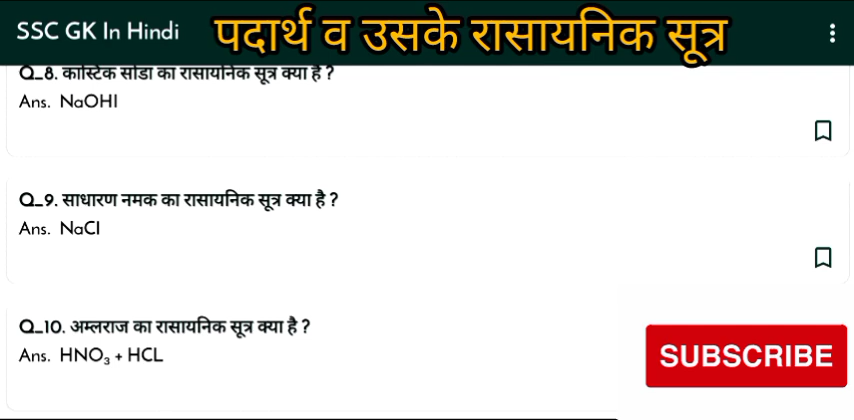 SSC GK In Hindi
पदार्थ व उसके रासायनिक सूत्र
Q_8. कास्टिक सोडा का रासायनिक सूत्र क्या है ?
Ans. NaOHI
Q_9. साधारण नमक का रासायनिक सूत्र क्या है ?
Ans. NaCl
Q_10. अम्लराज का रासायनिक सूत्र क्या है ?
Ans. HNO₃ + HCL
SUBSCRIBE